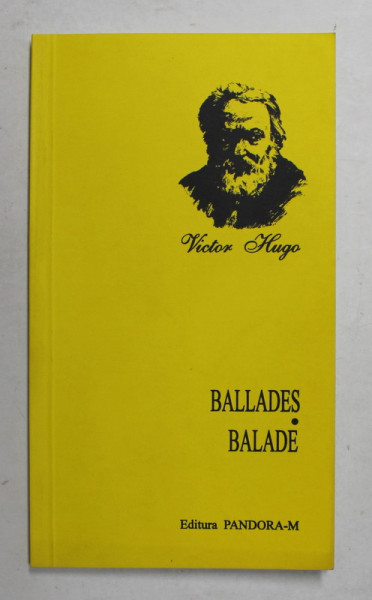 Victor Hugo
BALLADES
•
BALADE
Editura PANDORA-M